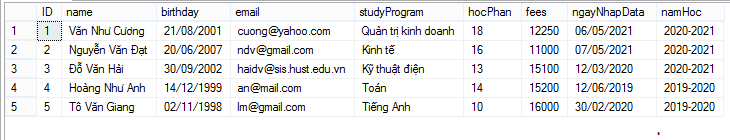 ID name birthday email studyProgram hocPhan fees ngayNhapData namHoc
1 1 Văn Như Cương 21/08/2001 cuong@yahoo.com Quản trị kinh doanh 18 12250 06/05/2021 2020-2021
2 2 Nguyễn Văn Đạt 20/06/2007 ndv@gmail.com Kinh tế 16 11000 07/05/2021 2020-2021
3 3 Đỗ Văn Hải 30/09/2002 haidv@sis.hust.edu.vn Kỹ thuật điện 13 15100 12/03/2020 2020-2021
4 4 Hoàng Như Anh 14/12/1999 an@mail.com Toán 14 15200 12/06/2019 2019-2020
5 5 Tô Văn Giang 02/11/1998 lm@gmail.com Tiếng Anh 10 16000 30/02/2020 2019-2020